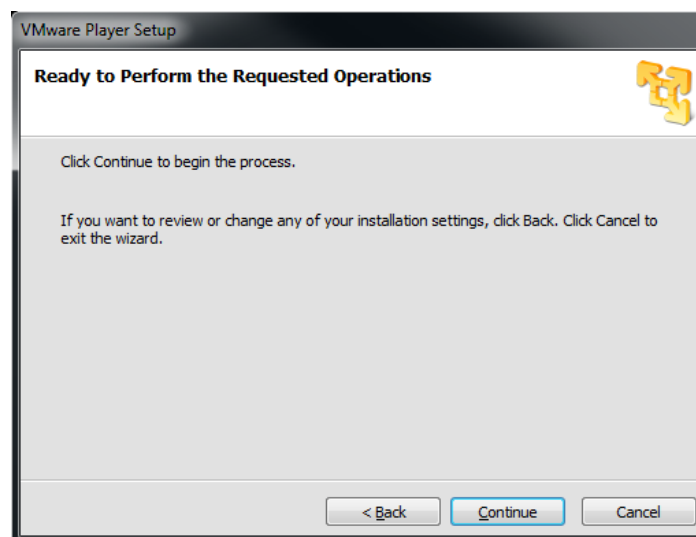 VMware Player Setup
Ready to Perform the Requested Operations
Click Continue to begin the process.
If you want to review or change any of your installation settings, click Back. Click Cancel to
exit the wizard.
< Back Continue Cancel